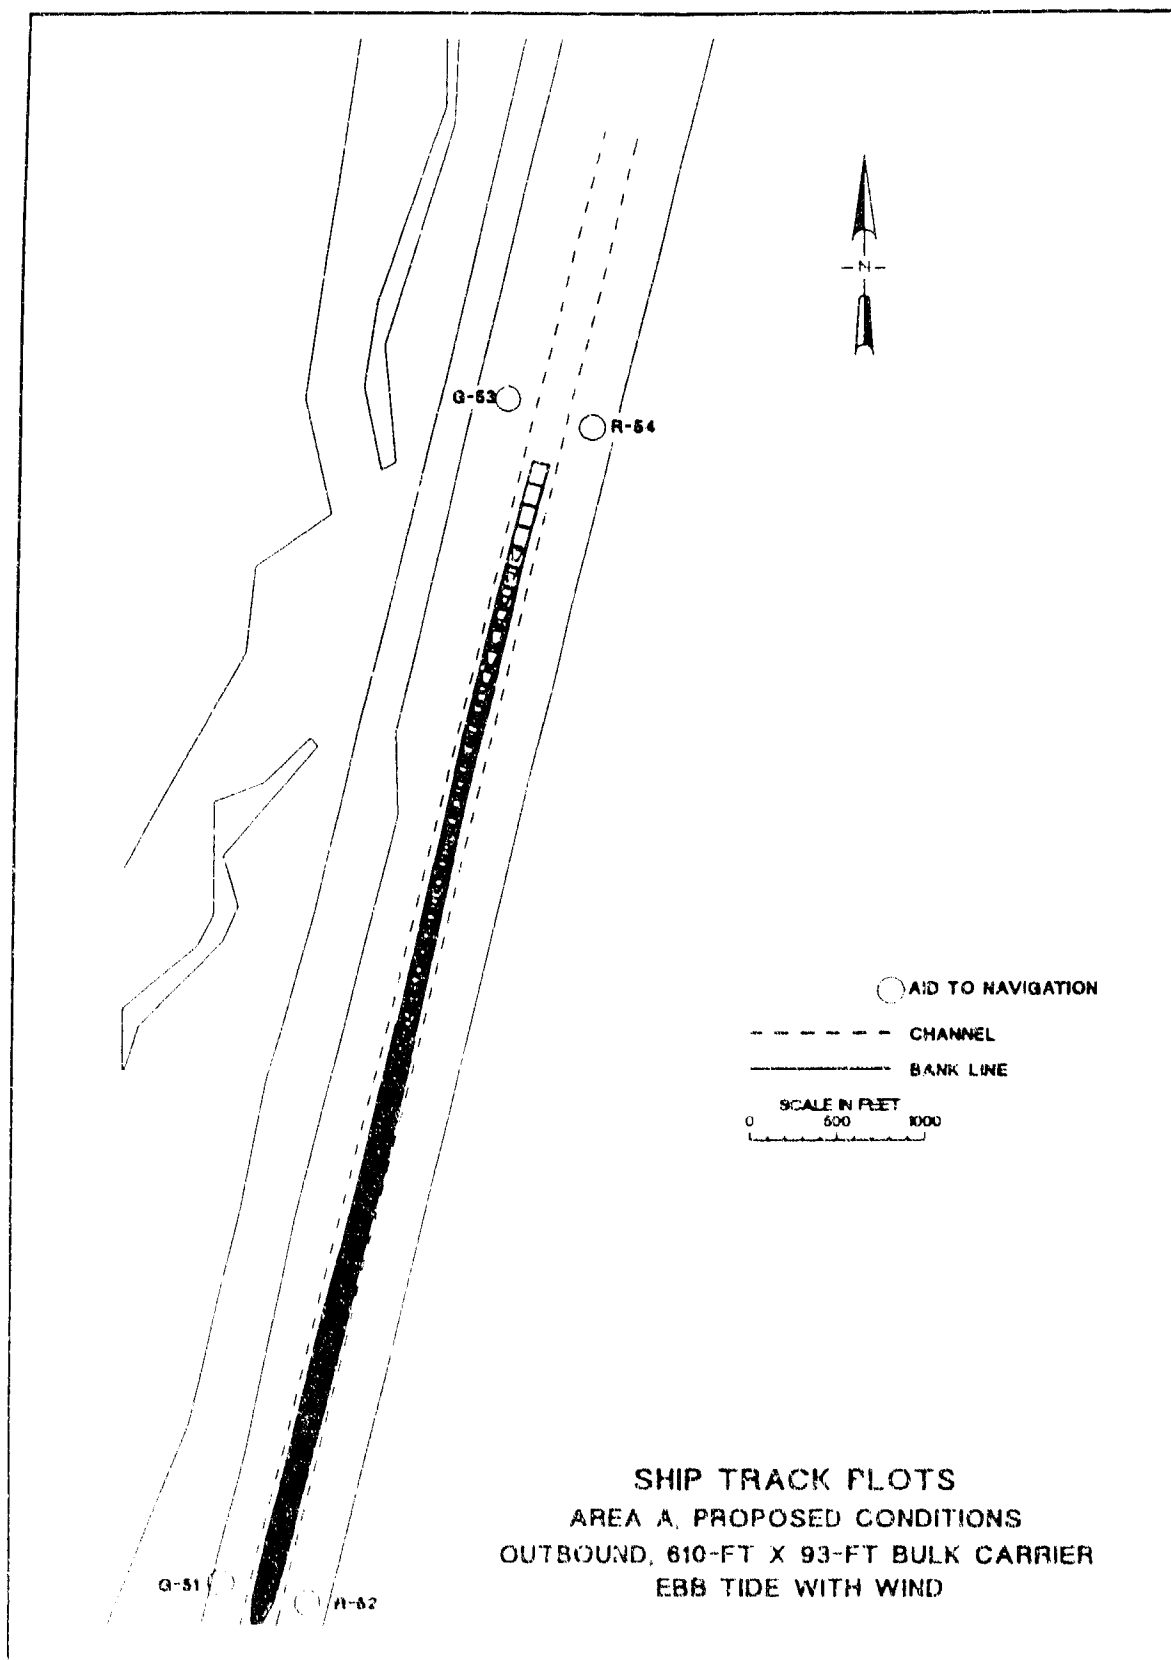 G-53
R-54
N
AID TO NAVIGATION
CHANNEL
BANK LINE
SCALE IN FEET
0 500 1000
SHIP TRACK PLOTS
AREA A, PROPOSED CONDITIONS
OUTBOUND, 610-FT X 93-FT BULK CARRIER
EBB TIDE WITH WIND
G-51
R-52